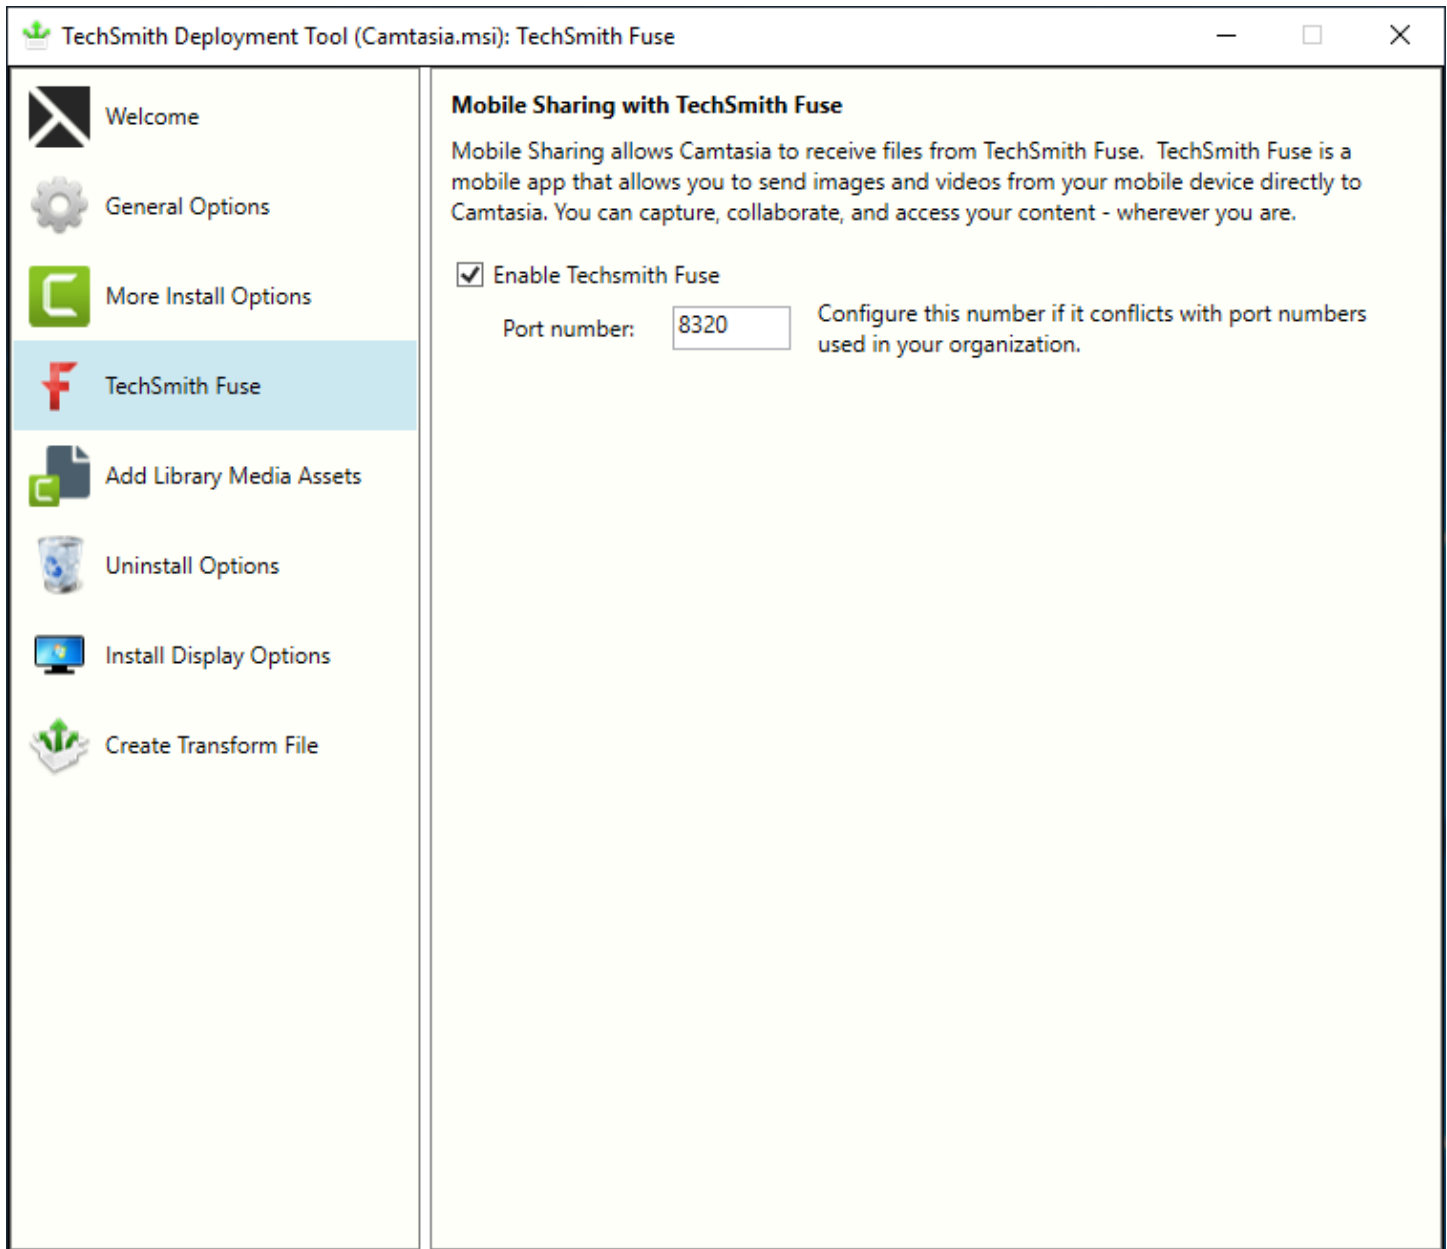 TechSmith Deployment Tool (Camtasia.msi): TechSmith Fuse
Welcome
General Options
More Install Options
TechSmith Fuse
Add Library Media Assets
Uninstall Options
Install Display Options
Create Transform File
Mobile Sharing with TechSmith Fuse
Mobile Sharing allows Camtasia to receive files from TechSmith Fuse.  TechSmith Fuse is a
mobile app that allows you to send images and videos from your mobile device directly to
Camtasia. You can capture, collaborate, and access your content - wherever you are.
Enable Techsmith Fuse
Port number: 8320
Configure this number if it conflicts with port numbers
used in your organization.